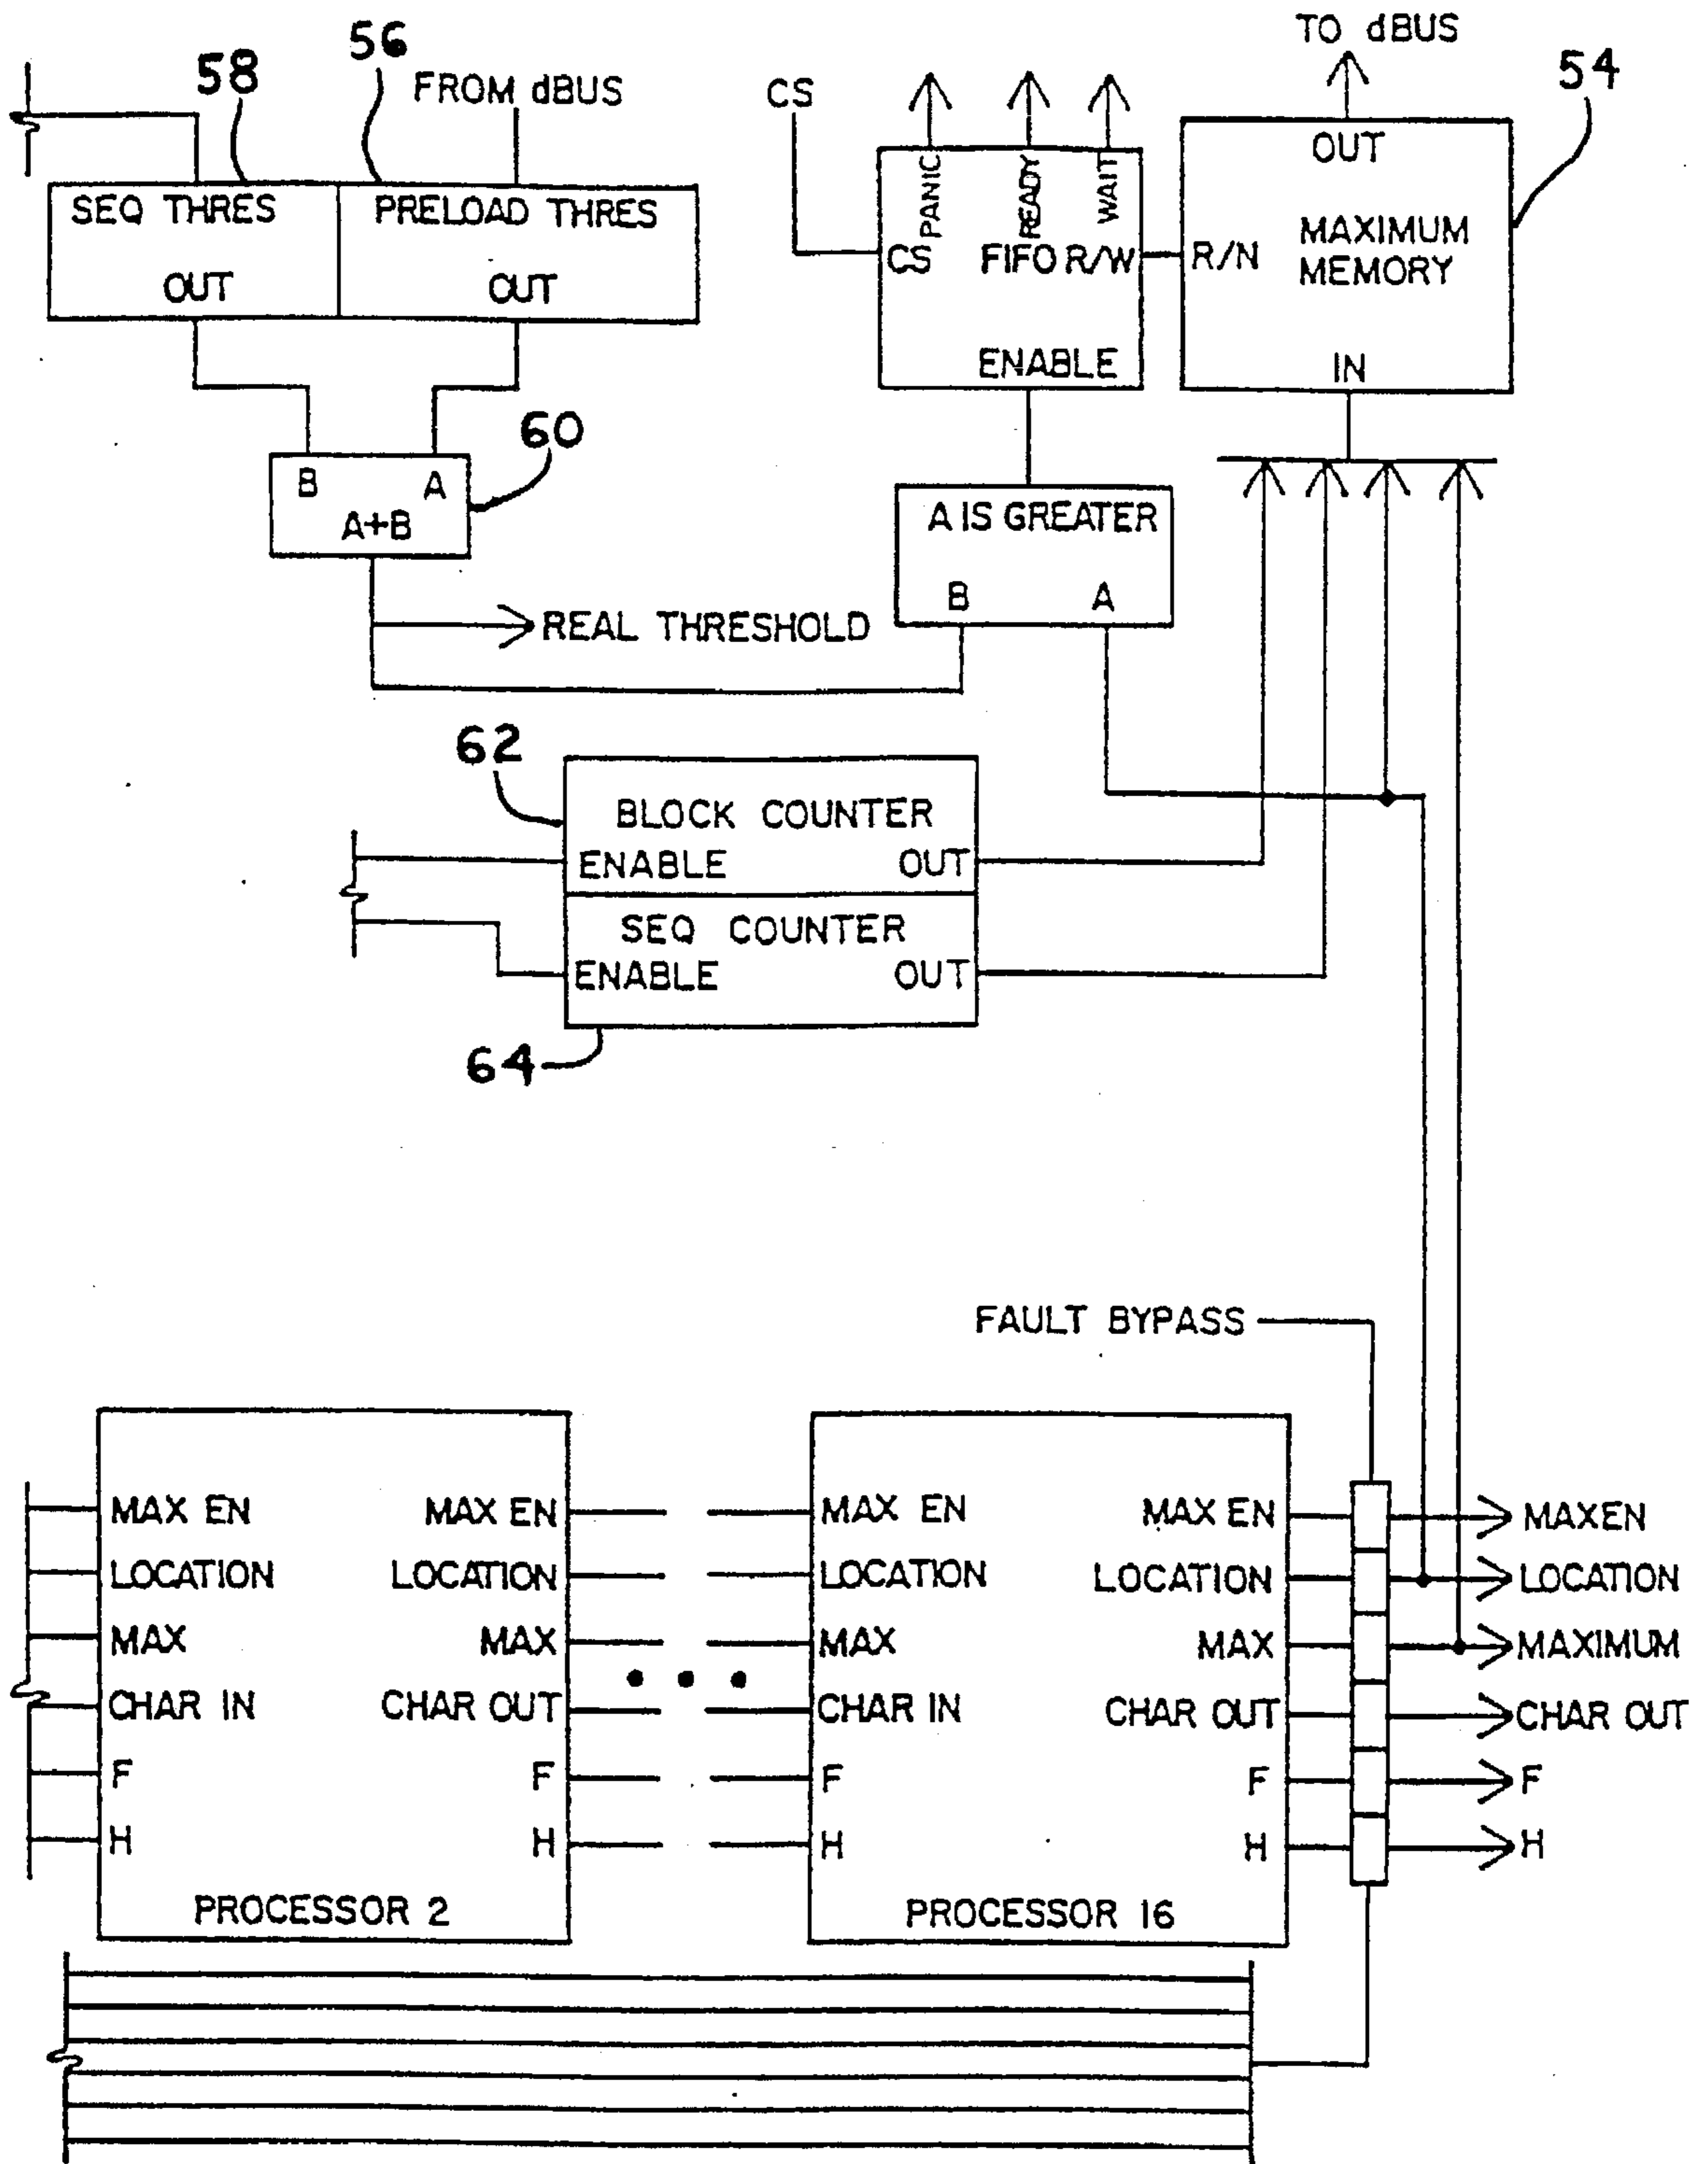 TO dBUS
58
56
FROM dBUS
CS
54
PANIC
READY
WAIT
OUT
SEQ THRES
PRELOAD THRES
MAXIMUM
MEMORY
CS
FIFO R/W
R/N
OUT
OUT
ENABLE
IN
60
B
A
A+B
A IS GREATER
B
A
REAL THRESHOLD
62
BLOCK COUNTER
ENABLE
OUT
SEQ COUNTER
ENABLE
OUT
64
FAULT BYPASS
MAX EN
MAX EN
MAX EN
MAX EN
MAXEN
LOCATION
LOCATION
LOCATION
LOCATION
LOCATION
MAX
MAX
MAX
MAX
MAXIMUM
CHAR IN
CHAR OUT
CHAR IN
CHAR OUT
CHAR OUT
F
F
F
F
F
H
H
H
H
H
PROCESSOR 2
PROCESSOR 16